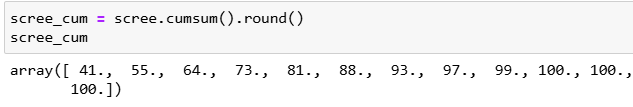 scree_cum = scree.cumsum().round()
scree_cum
array([ 41.,  55.,  64.,  73.,  81.,  88.,  93.,  97.,  99., 100., 100.,
       100.])